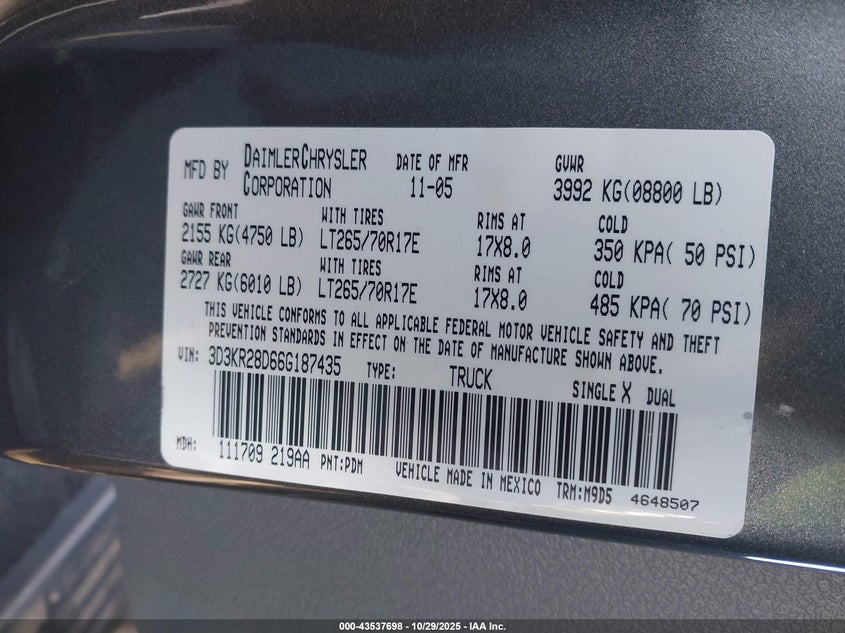 MFD BY DAIMLERCHRYSLER CORPORATION DATE OF MFR 11-05 GVWR 3992 KG(08800 LB)
GAWR FRONT WITH TIRES RIMS AT COLD
2155 KG(4750 LB) LT265/70R17E 17X8.0 350 KPA( 50 PSI)
GAWR REAR WITH TIRES RIMS AT COLD
2727 KG(6010 LB) LT265/70R17E 17X8.0 485 KPA( 70 PSI)
THIS VEHICLE CONFORMS TO ALL APPLICABLE FEDERAL MOTOR VEHICLE SAFETY AND THEFT
PREVENTION STANDARDS IN EFFECT ON THE DATE OF MANUFACTURE SHOWN ABOVE.
VIN: 3D3KR28D66G187435 TYPE: TRUCK SINGLE X DUAL
MDH: 111709 219AA PNT:PDM VEHICLE MADE IN MEXICO TRM:M9D5 4648507
000-43537698 - 10/29/2025 - IAA Inc.